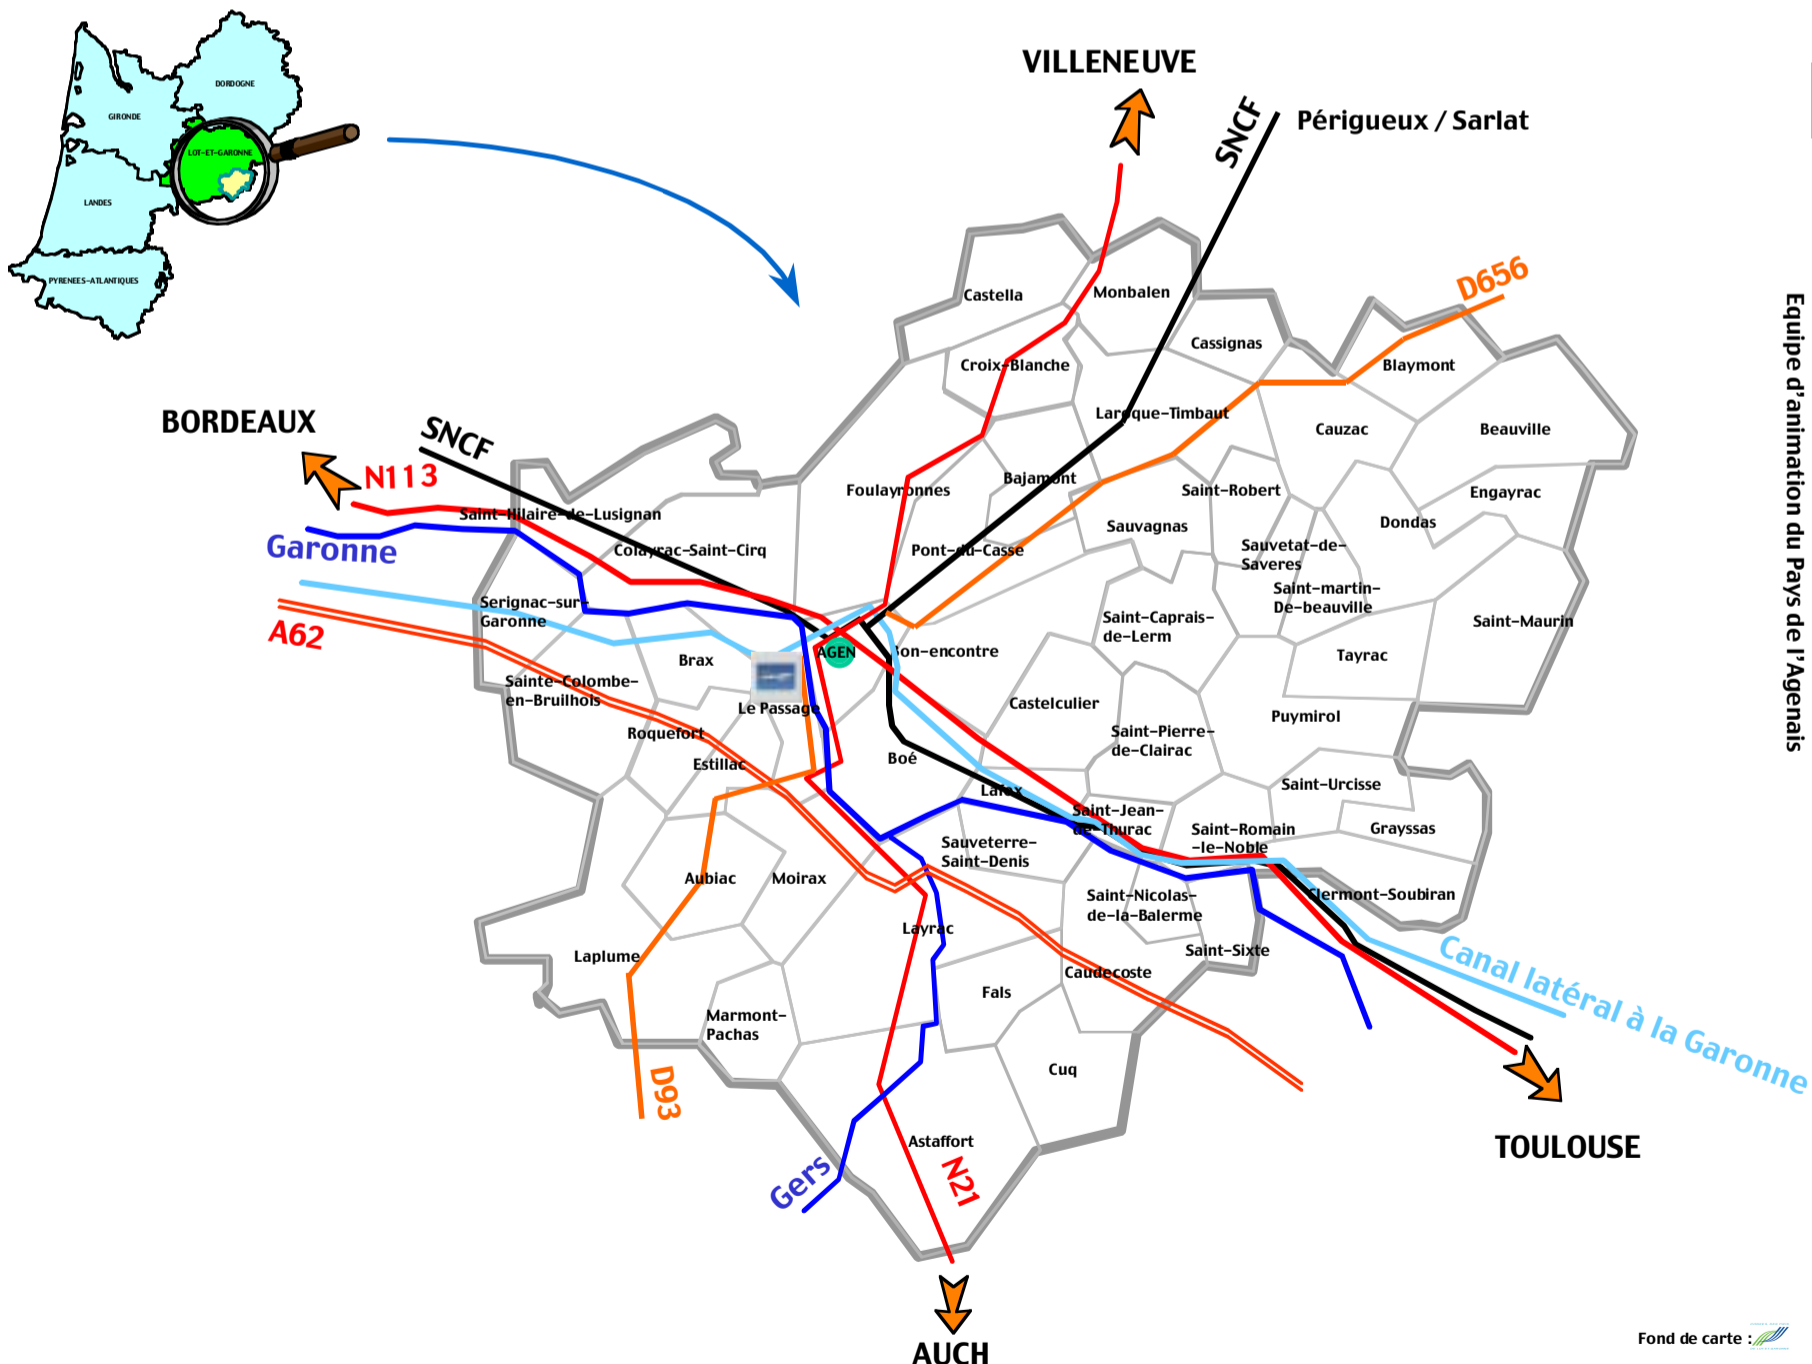 VILLENEUVE
SNCF
Périgueux / Sarlat
DORDOGNE
GIRONDE
LOT-ET-GARONNE
LANDES
PYRENEES-ATLANTIQUES
D656
Castella
Monbalen
Cassignas
Croix-Blanche
Blaymont
BORDEAUX
SNCF
Laroque-Timbaut
Cauzac
Beauville
N113
Foulayronnes
Bajamont
Saint-Robert
Engayrac
Saint-Hilaire-de-Lusignan
Sauvagnas
Dondas
Garonne
Colayrac-Saint-Cirq
Pont-du-Casse
Sauvetat-de-
Saveres
Saint-martin-
De-beauville
Serignac-sur-
Garonne
Saint-Caprais-
de-Lerm
Saint-Maurin
A62
AGEN
Bon-encontre
Tayrac
Brax
Sainte-Colombe-
en-Bruilhois
Le Passage
Castelculier
Puymirol
Roquefort
Saint-Pierre-
de-Clairac
Estillac
Boé
Lafox
Saint-Urcisse
Saint-Jean-
de-Thurac
Saint-Romain
-le-Noble
Grayssas
Sauveterre-
Saint-Denis
Aubiac
Moirax
Saint-Nicolas-
de-la-Balerme
Clermont-Soubiran
Layrac
Saint-Sixte
Laplume
Caudecoste
Fals
Canal latéral à la Garonne
Marmont-
Pachas
Cuq
D93
Astaffort
Gers
N21
TOULOUSE
AUCH
Equipe d'animation du Pays de l'Agenais
Fond de carte :